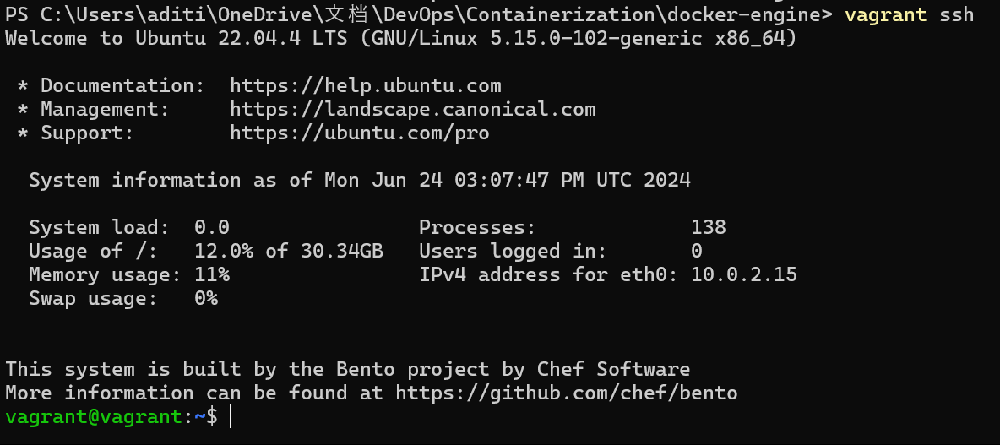 PS C:\Users\aditi\OneDrive\文档\DevOps\Containerization\docker-engine> vagrant ssh
Welcome to Ubuntu 22.04.4 LTS (GNU/Linux 5.15.0-102-generic x86_64)
* Documentation:  https://help.ubuntu.com
* Management:     https://landscape.canonical.com
* Support:        https://ubuntu.com/pro
System information as of Mon Jun 24 03:07:47 PM UTC 2024
System load:  0.0                Processes:             138
Usage of /:   12.0% of 30.34GB   Users logged in:       0
Memory usage: 11%                IPv4 address for eth0: 10.0.2.15
Swap usage:   0%
This system is built by the Bento project by Chef Software
More information can be found at https://github.com/chef/bento
vagrant@vagrant:~$